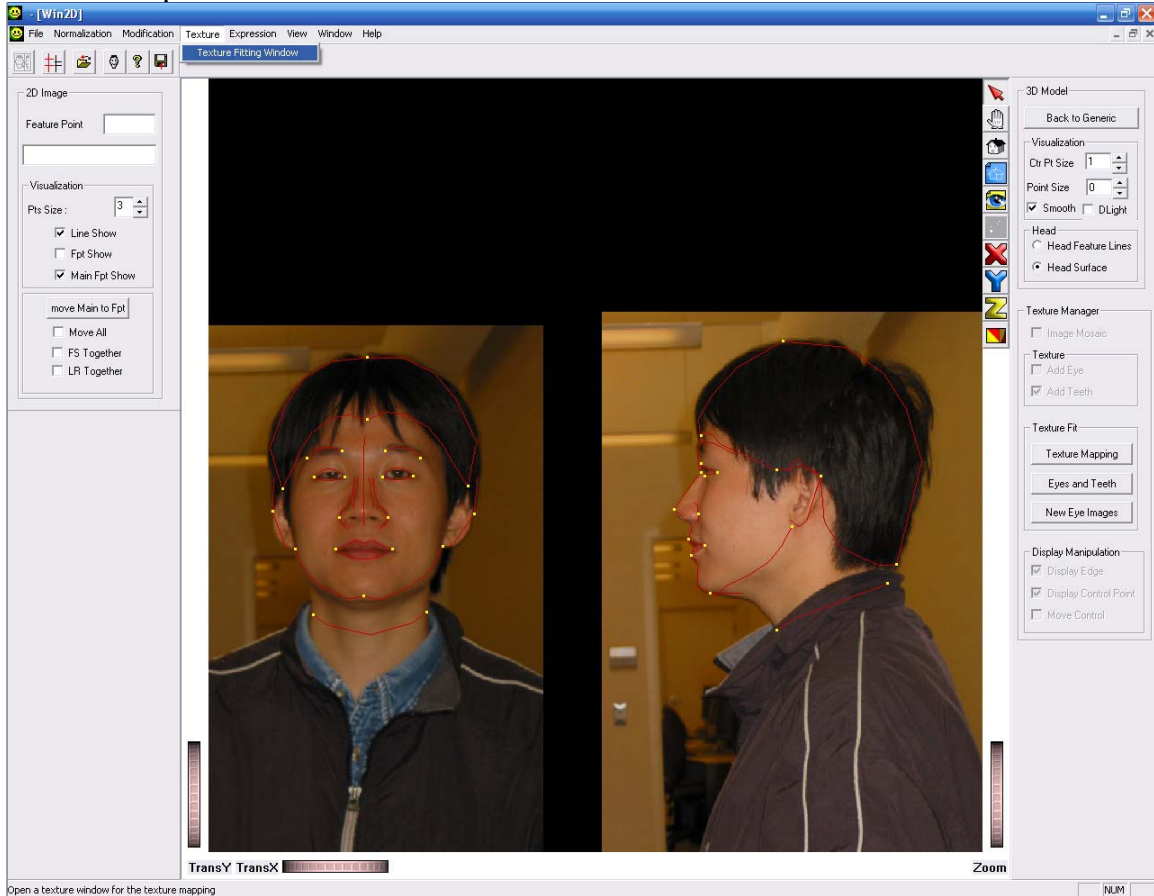 - [Win2D]
File Normalization Modification Texture Expression View Window Help
Texture Fitting Window
2D Image
Feature Point
Visualization
Pts Size : 3
Line Show
Fpt Show
Main Fpt Show
move Main to Fpt
Move All
FS Together
LR Together
3D Model
Back to Generic
Visualization
Ctr Pt Size 1
Point Size 0
Smooth DLight
Head
Head Feature Lines
Head Surface
Texture Manager
Image Mosaic
Texture
Add Eye
Add Teeth
Texture Fit
Texture Mapping
Eyes and Teeth
New Eye Images
Display Manipulation
Display Edge
Display Control Point
Move Control
X
Y
Z
TransY TransX Zoom
Open a texture window for the texture mapping NUM